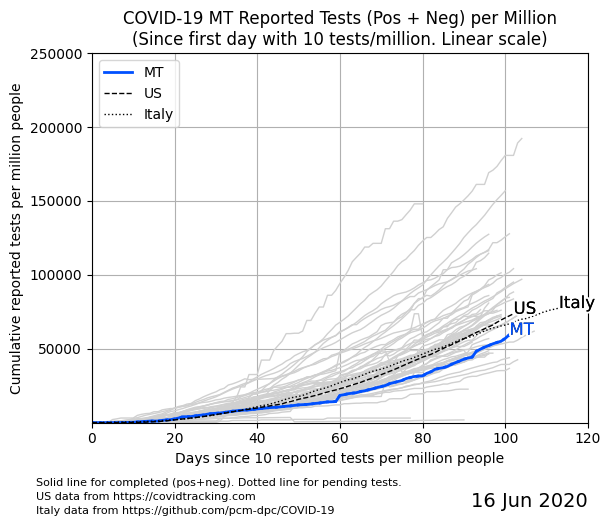 COVID-19 MT Reported Tests (Pos + Neg) per Million
(Since first day with 10 tests/million. Linear scale)
Cumulative reported tests per million people
250000
200000
150000
100000
50000
MT
US
Italy
US
Italy
MT
0
20
40
60
80
100
120
Days since 10 reported tests per million people
Solid line for completed (pos+neg). Dotted line for pending tests.
US data from https://covidtracking.com
Italy data from https://github.com/pcm-dpc/COVID-19
16 Jun 2020